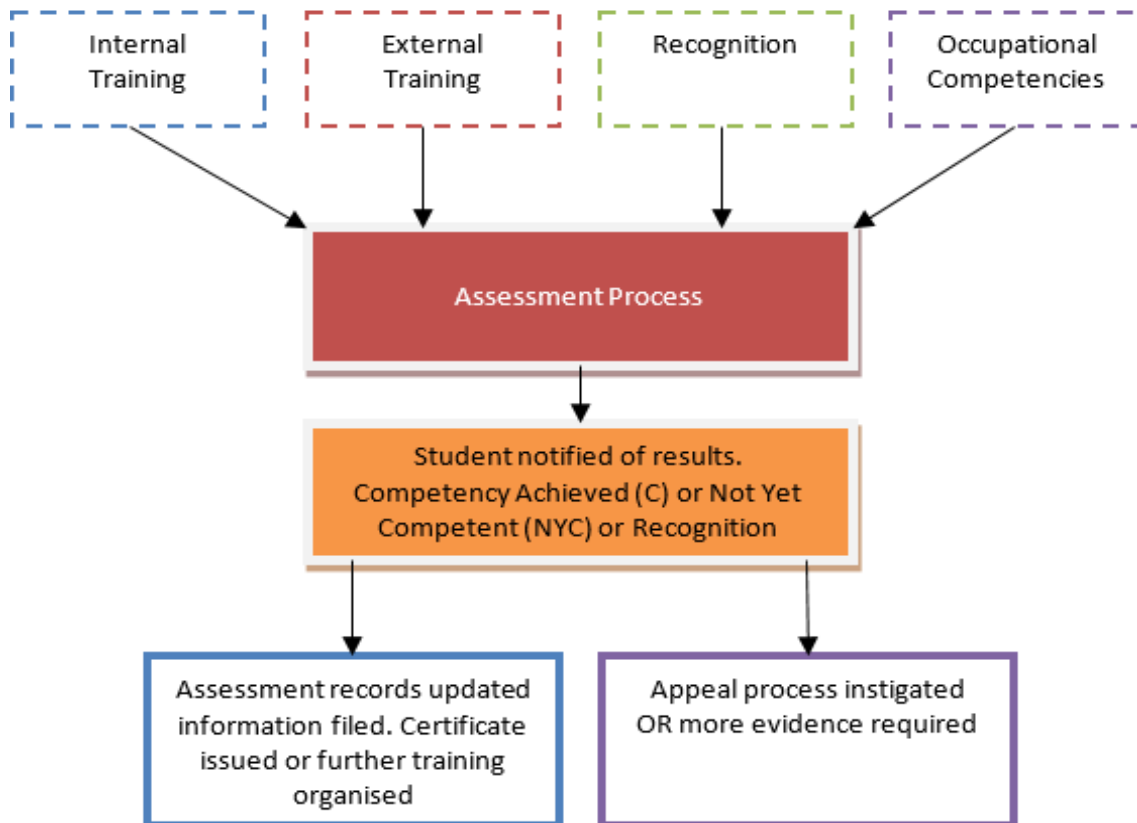 Internal
Training
External
Training
Recognition
Occupational
Competencies
Assessment Process
Student notified of results.
Competency Achieved (C) or Not Yet
Competent (NYC) or Recognition
Assessment records updated
information filed. Certificate
issued or further training
organised
Appeal process instigated
OR more evidence required